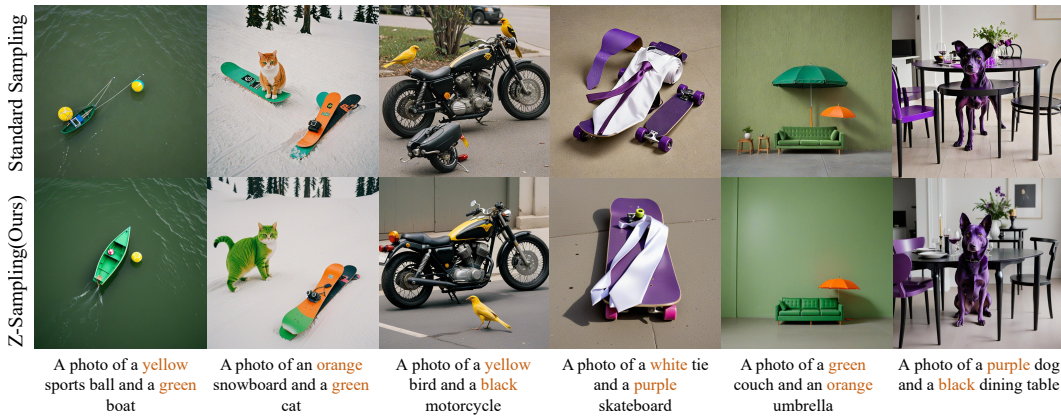 Standard Sampling
Z-Sampling(Ours)
A photo of a yellow
sports ball and a green
boat
A photo of an orange
snowboard and a green
cat
A photo of a yellow
bird and a black
motorcycle
A photo of a white tie
and a purple
skateboard
A photo of a green
couch and an orange
umbrella
A photo of a purple dog
and a black dining table